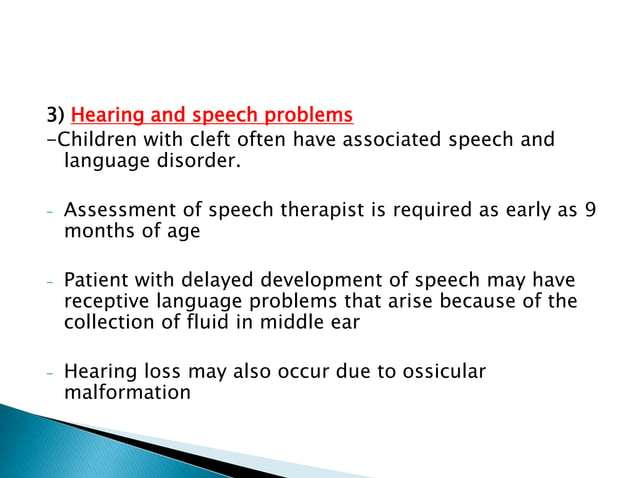 3) Hearing and speech problems
-Children with cleft often have associated speech and
language disorder.
- Assessment of speech therapist is required as early as 9
months of age
- Patient with delayed development of speech may have
receptive language problems that arise because of the
collection of fluid in middle ear
- Hearing loss may also occur due to ossicular
malformation